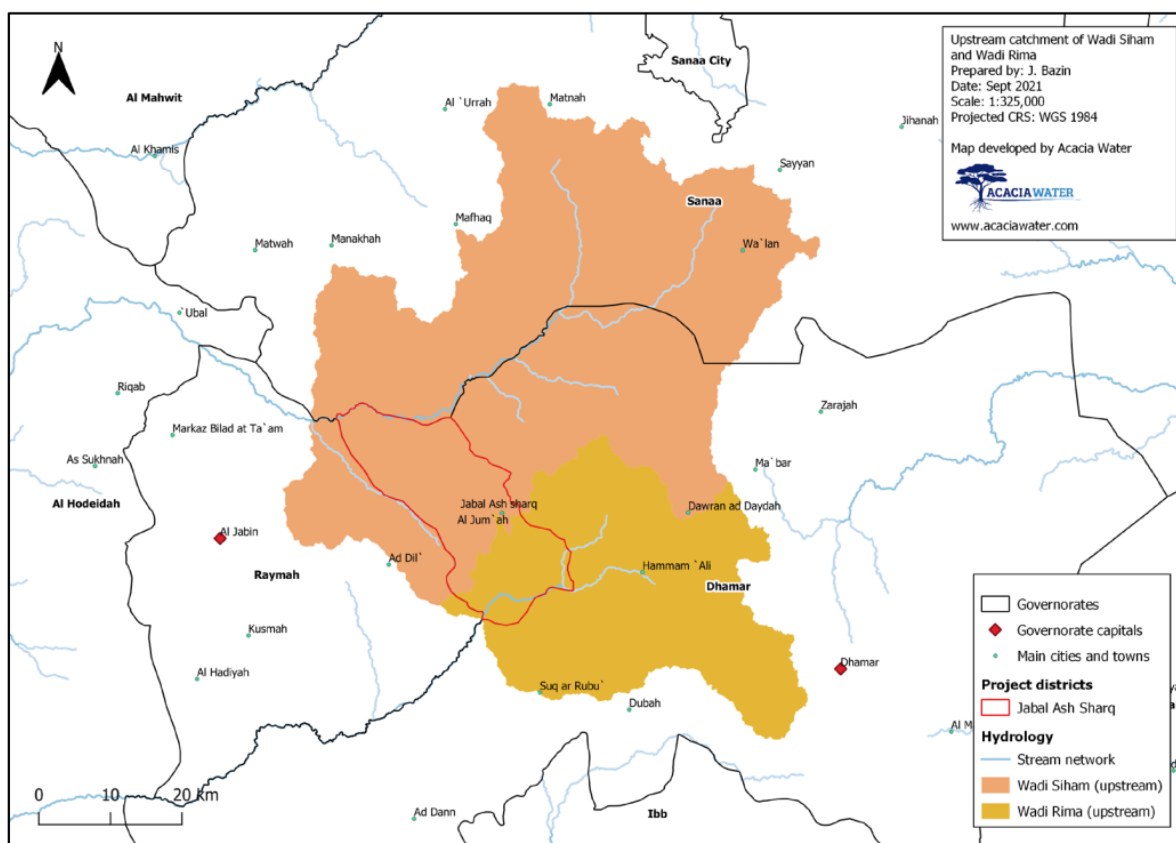 N
Upstream catchment of Wadi Siham
and Wadi Rima
Prepared by: J. Bazin
Date: Sept 2021
Scale: 1:325,000
Projected CRS: WGS 1984
Map developed by Acacia Water
ACACIAWATER
www.acaciawater.com
Sanaa City
Al Mahwit
Al `Urrah
Matnah
Jihanah
Al Khamis
Sayyan
Sanaa
Mafhaq
Matwah
Manakhah
Wa`lan
`Ubal
Riqab
Zarajah
Markaz Bilad at Ta`am
As Sukhnah
Ma`bar
Al Hodeidah
Jabal Ash sharq
Al Jum`ah
Dawran ad Daydah
Al Jabin
Ad Dil`
Raymah
Hammam `Ali
Dhamar
Kusmah
Dhamar
Al Hadiyah
Suq ar Rubu`
Dubah
Ad Dann
Ibb
0 20 km
Governorates
Governorate capitals
Main cities and towns
Project districts
Jabal Ash Sharq
Hydrology
Stream network
Wadi Siham (upstream)
Wadi Rima (upstream)